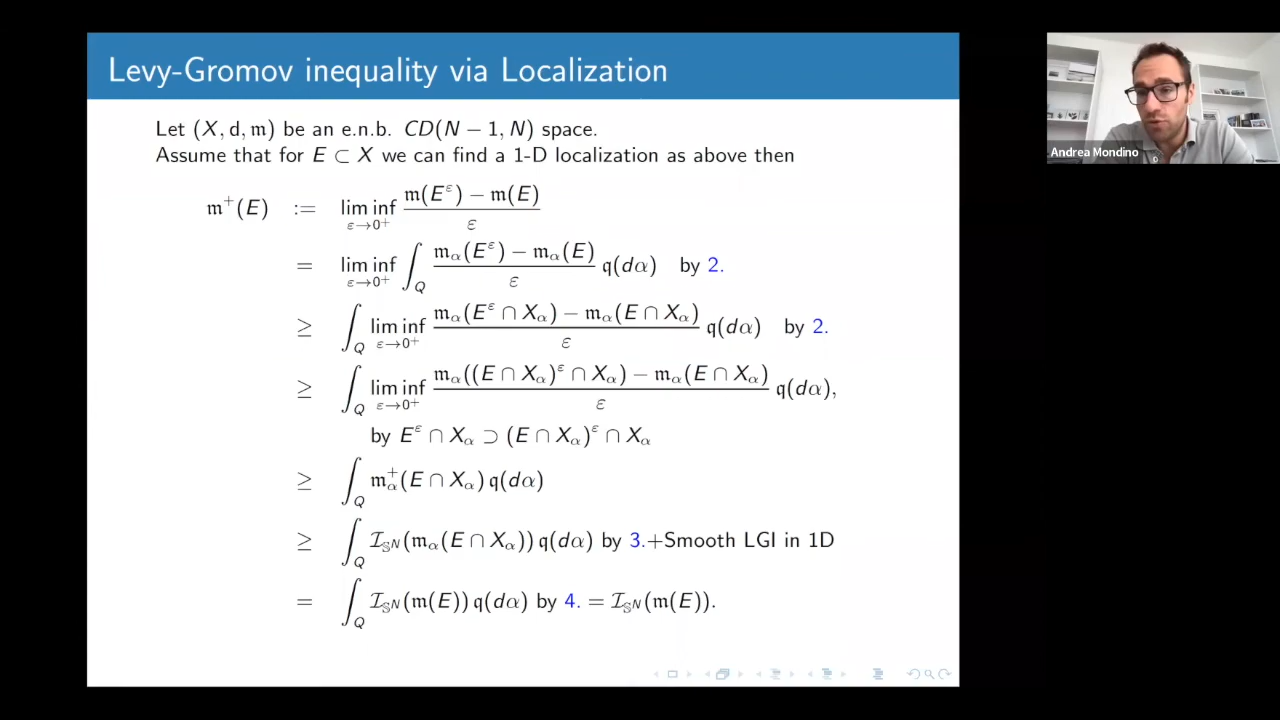 Levy-Gromov inequality via Localization
Let (X, d, 𝔪) be an e.n.b. CD(N − 1, N) space.
Assume that for E ⊂ X we can find a 1-D localization as above then
𝔪⁺(E) := lim inf_{ε→0⁺} (𝔪(E^ε) − 𝔪(E)) / ε
= lim inf_{ε→0⁺} ∫_Q (𝔪_α(E^ε) − 𝔪_α(E)) / ε 𝔮(dα) by 2.
≥ ∫_Q lim inf_{ε→0⁺} (𝔪_α(E^ε ∩ X_α) − 𝔪_α(E ∩ X_α)) / ε 𝔮(dα) by 2.
≥ ∫_Q lim inf_{ε→0⁺} (𝔪_α((E ∩ X_α)^ε ∩ X_α) − 𝔪_α(E ∩ X_α)) / ε 𝔮(dα),
by E^ε ∩ X_α ⊃ (E ∩ X_α)^ε ∩ X_α
≥ ∫_Q 𝔪_α⁺(E ∩ X_α) 𝔮(dα)
≥ ∫_Q ℐ_{𝕊^N}(𝔪_α(E ∩ X_α)) 𝔮(dα) by 3.+Smooth LGI in 1D
= ∫_Q ℐ_{𝕊^N}(𝔪(E)) 𝔮(dα) by 4. = ℐ_{𝕊^N}(𝔪(E)).
Andrea Mondino